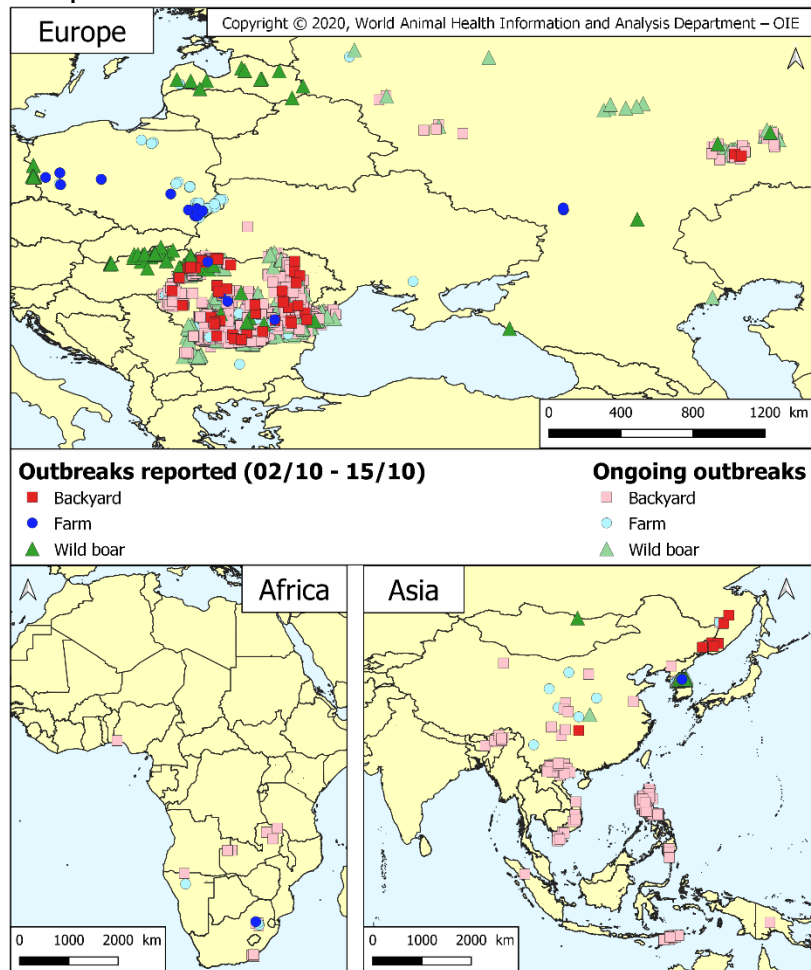 Europe
Copyright © 2020, World Animal Health Information and Analysis Department – OIE
0 400 800 1200 km
Outbreaks reported (02/10 - 15/10)
Backyard
Farm
Wild boar
Ongoing outbreaks
Backyard
Farm
Wild boar
Africa
0 1000 2000 km
Asia
0 1000 2000 km